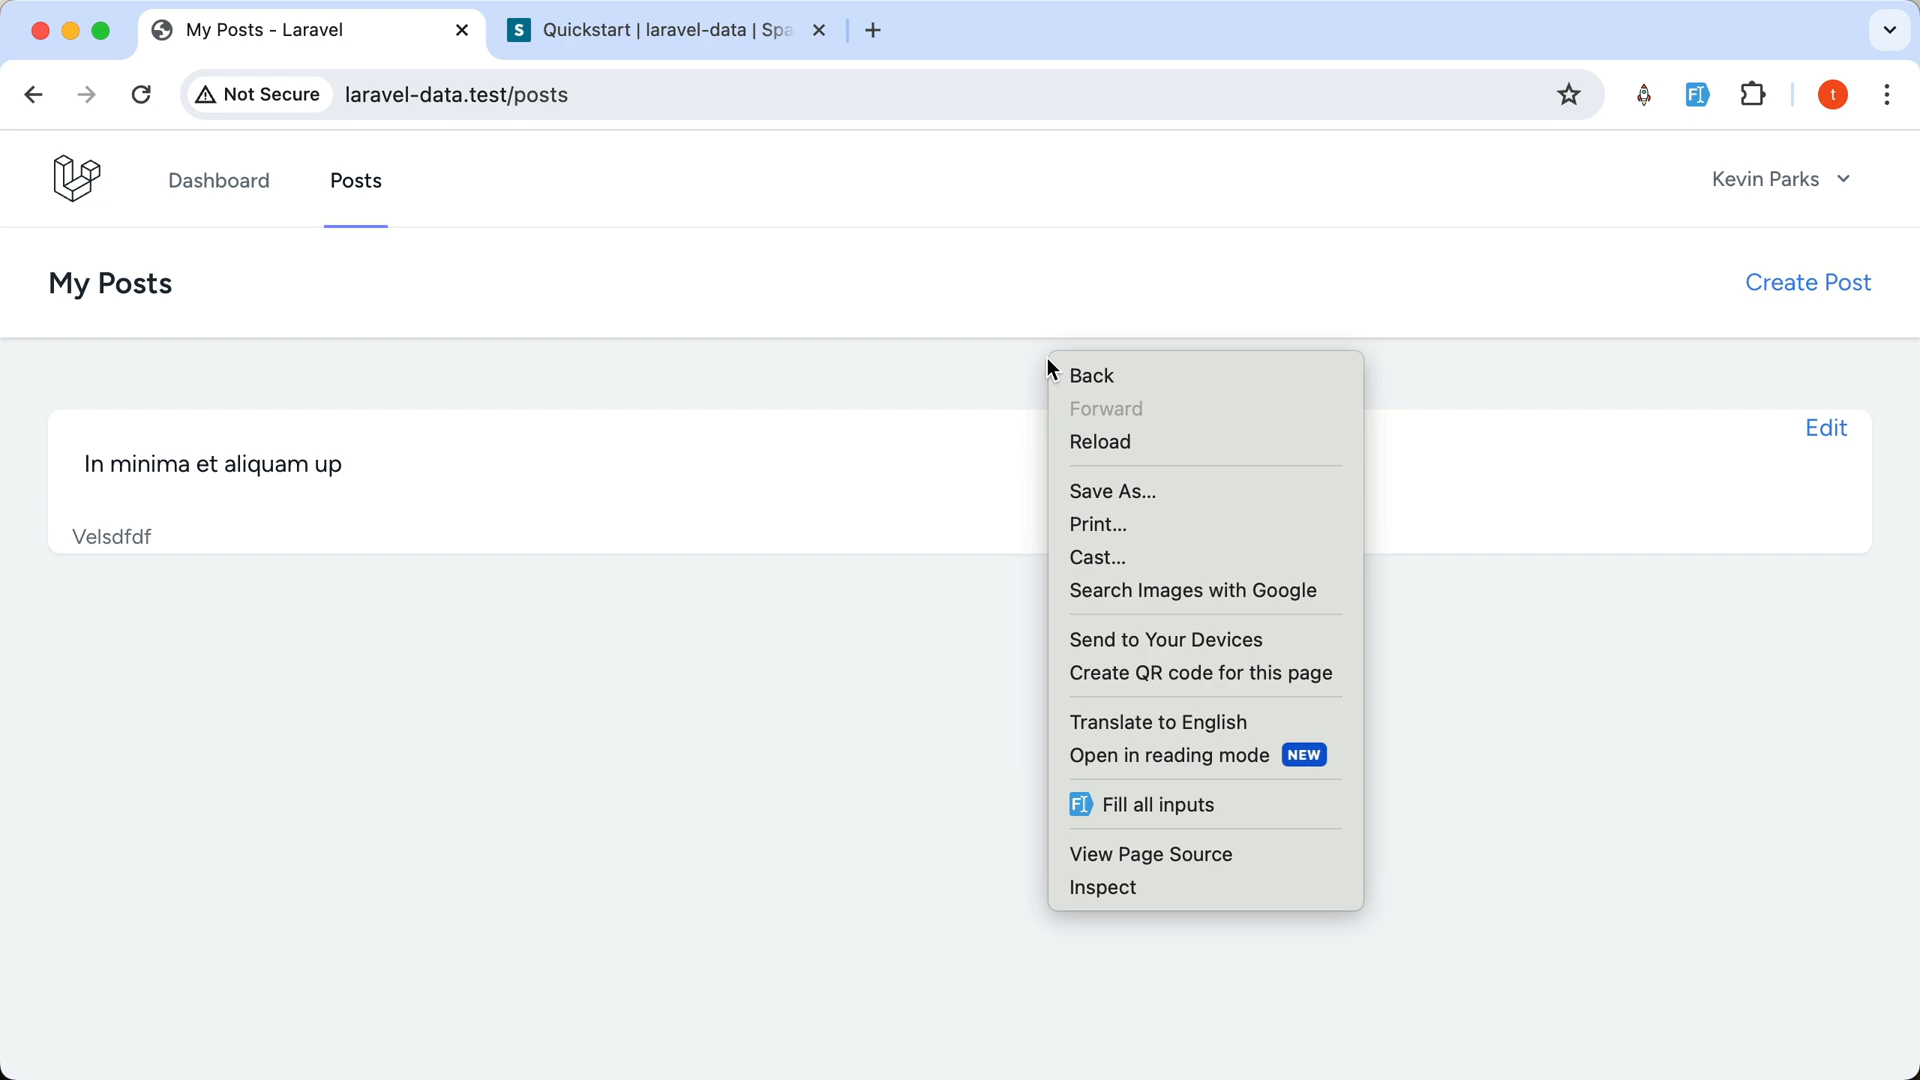 My Posts - Laravel
S Quickstart | laravel-data | Spa
Not Secure laravel-data.test/posts
FI
t
Dashboard Posts
Kevin Parks
My Posts
Create Post
Edit
In minima et aliquam up
Velsdfdf
Back
Forward
Reload
Save As...
Print...
Cast...
Search Images with Google
Send to Your Devices
Create QR code for this page
Translate to English
Open in reading mode NEW
FI Fill all inputs
View Page Source
Inspect